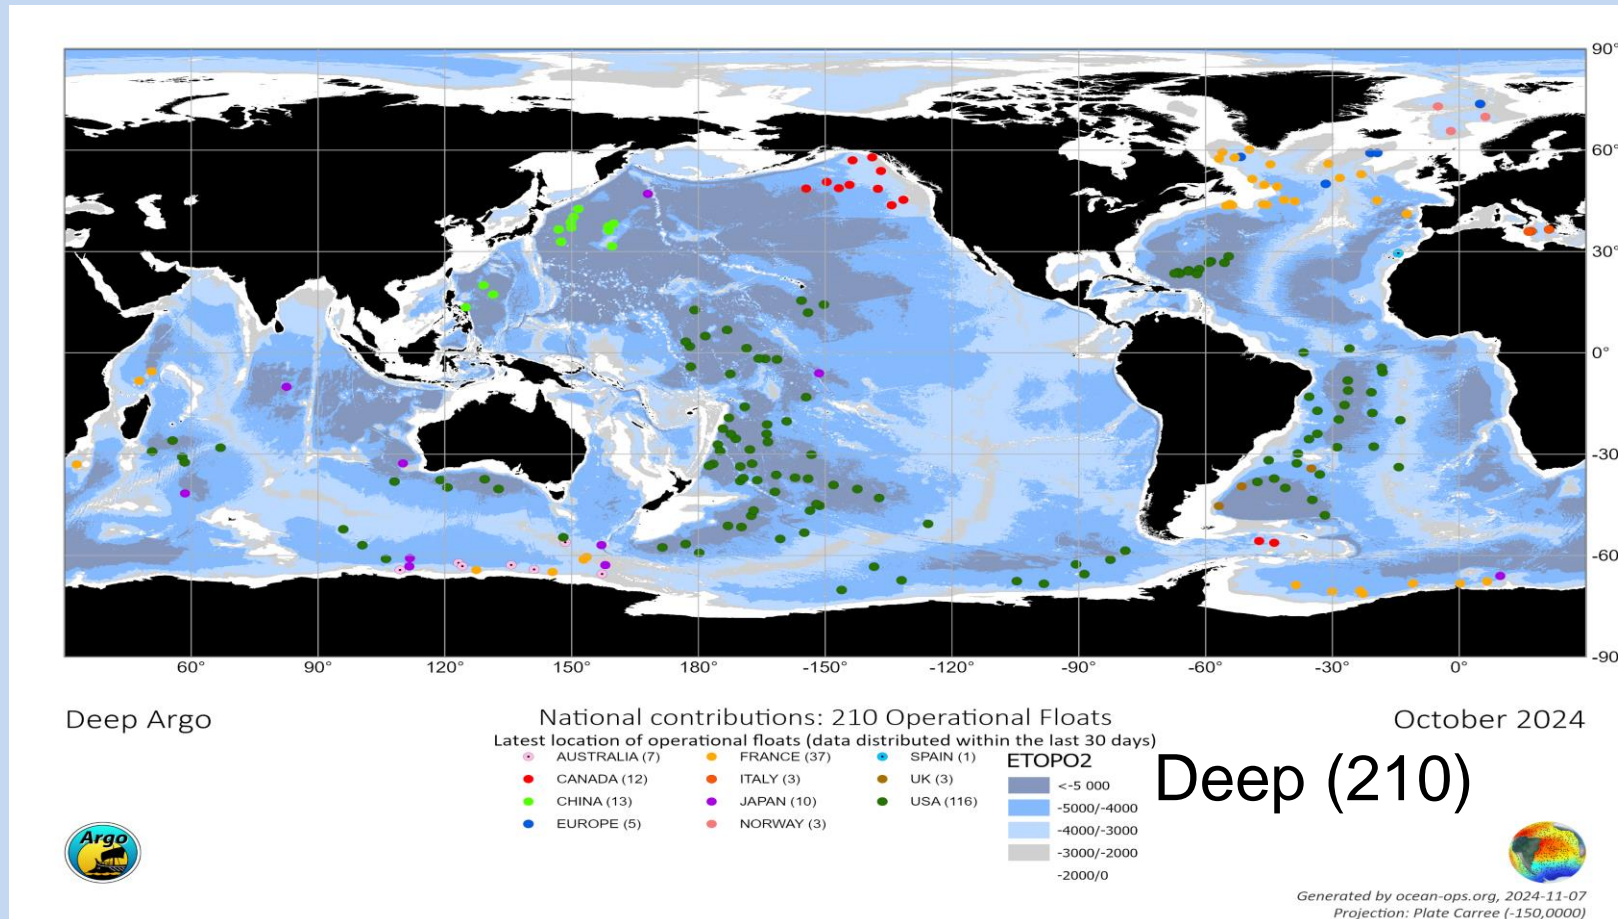 90°
60°
30°
0°
-30
-60
-90
60° 90° 120° 150° 180° -150° -120° -90° -60° -30° 0°
Deep Argo
National contributions: 210 Operational Floats
October 2024
Latest location of operational floats (data distributed within the last 30 days)
AUSTRALIA (7)
CANADA (12)
CHINA (13)
EUROPE (5)
FRANCE (37)
ITALY (3)
JAPAN (10)
NORWAY (3)
SPAIN (1)
UK (3)
USA (116)
ETOPO2
<-5 000
-5000/-4000
-4000/-3000
-3000/-2000
-2000/0
Deep (210)
Argo
Generated by ocean-ops.org, 2024-11-07
Projection: Plate Carree (-150,0000)